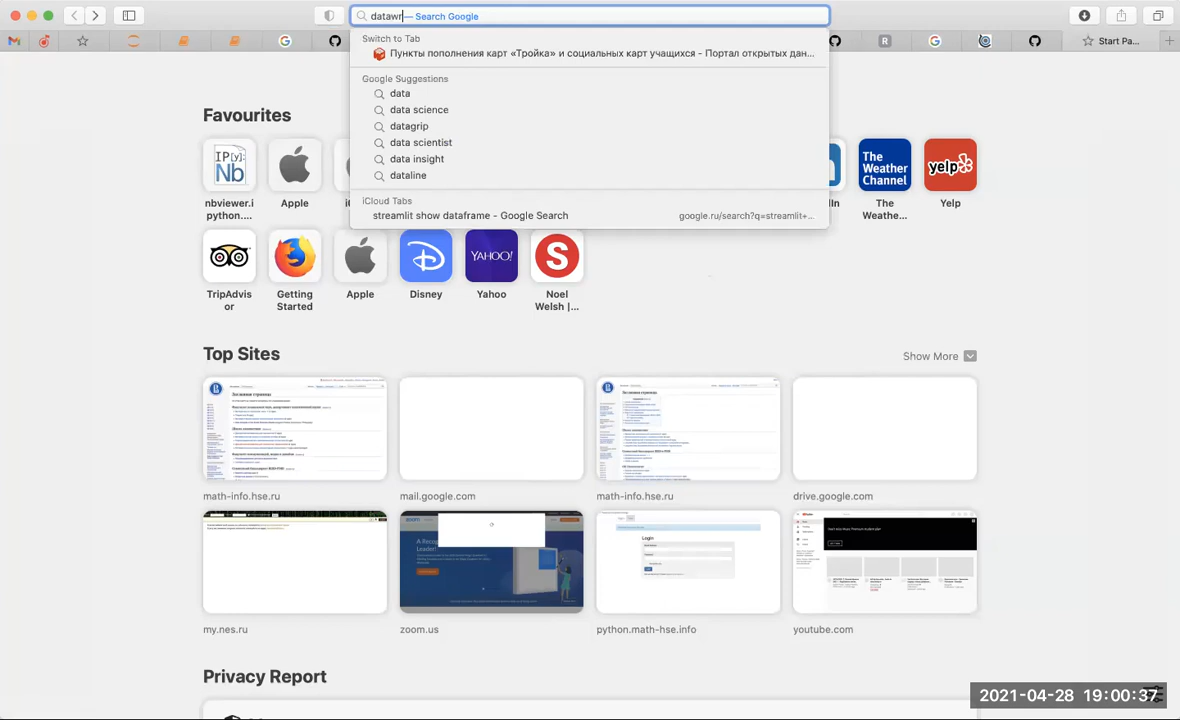 datawr — Search Google
Switch to Tab
Пункты пополнения карт «Тройка» и социальных карт учащихся - Портал открытых дан...
Google Suggestions
data
data science
datagrip
data scientist
data insight
dataline
iCloud Tabs
streamlit show dataframe - Google Search
google.ru/search?q=streamlit+...
Start Pa...
Favourites
IP[y]:
Nb
The
Weather
Channel
yelp
nbviewer.i
python....
Apple
The
Weathe...
Yelp
YAHOO!
S
TripAdvis
or
Getting
Started
Apple
Disney
Yahoo
Noel
Welsh |...
Top Sites
Show More
math-info.hse.ru
mail.google.com
math-info.hse.ru
drive.google.com
Login
my.nes.ru
zoom.us
python.math-hse.info
youtube.com
Privacy Report
2021-04-28 19:00:37